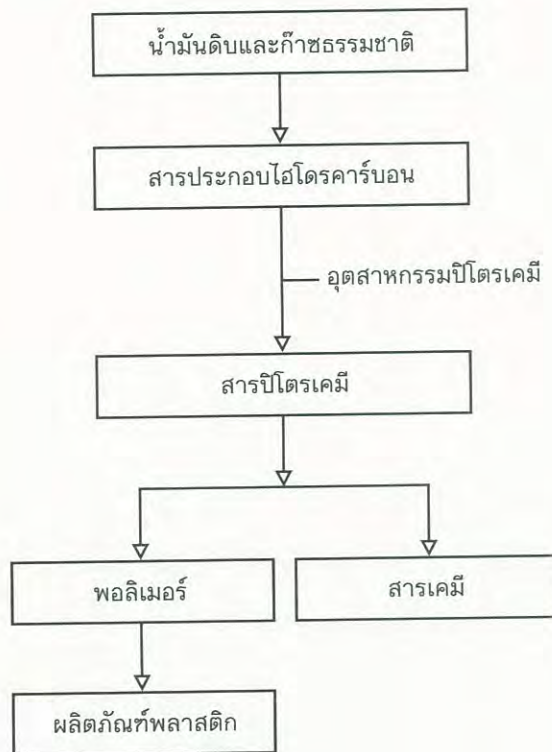 น้ำมันดิบและก๊าซธรรมชาติ
สารประกอบไฮโดรคาร์บอน
อุตสาหกรรมปิโตรเคมี
สารปิโตรเคมี
พอลิเมอร์
สารเคมี
ผลิตภัณฑ์พลาสติก